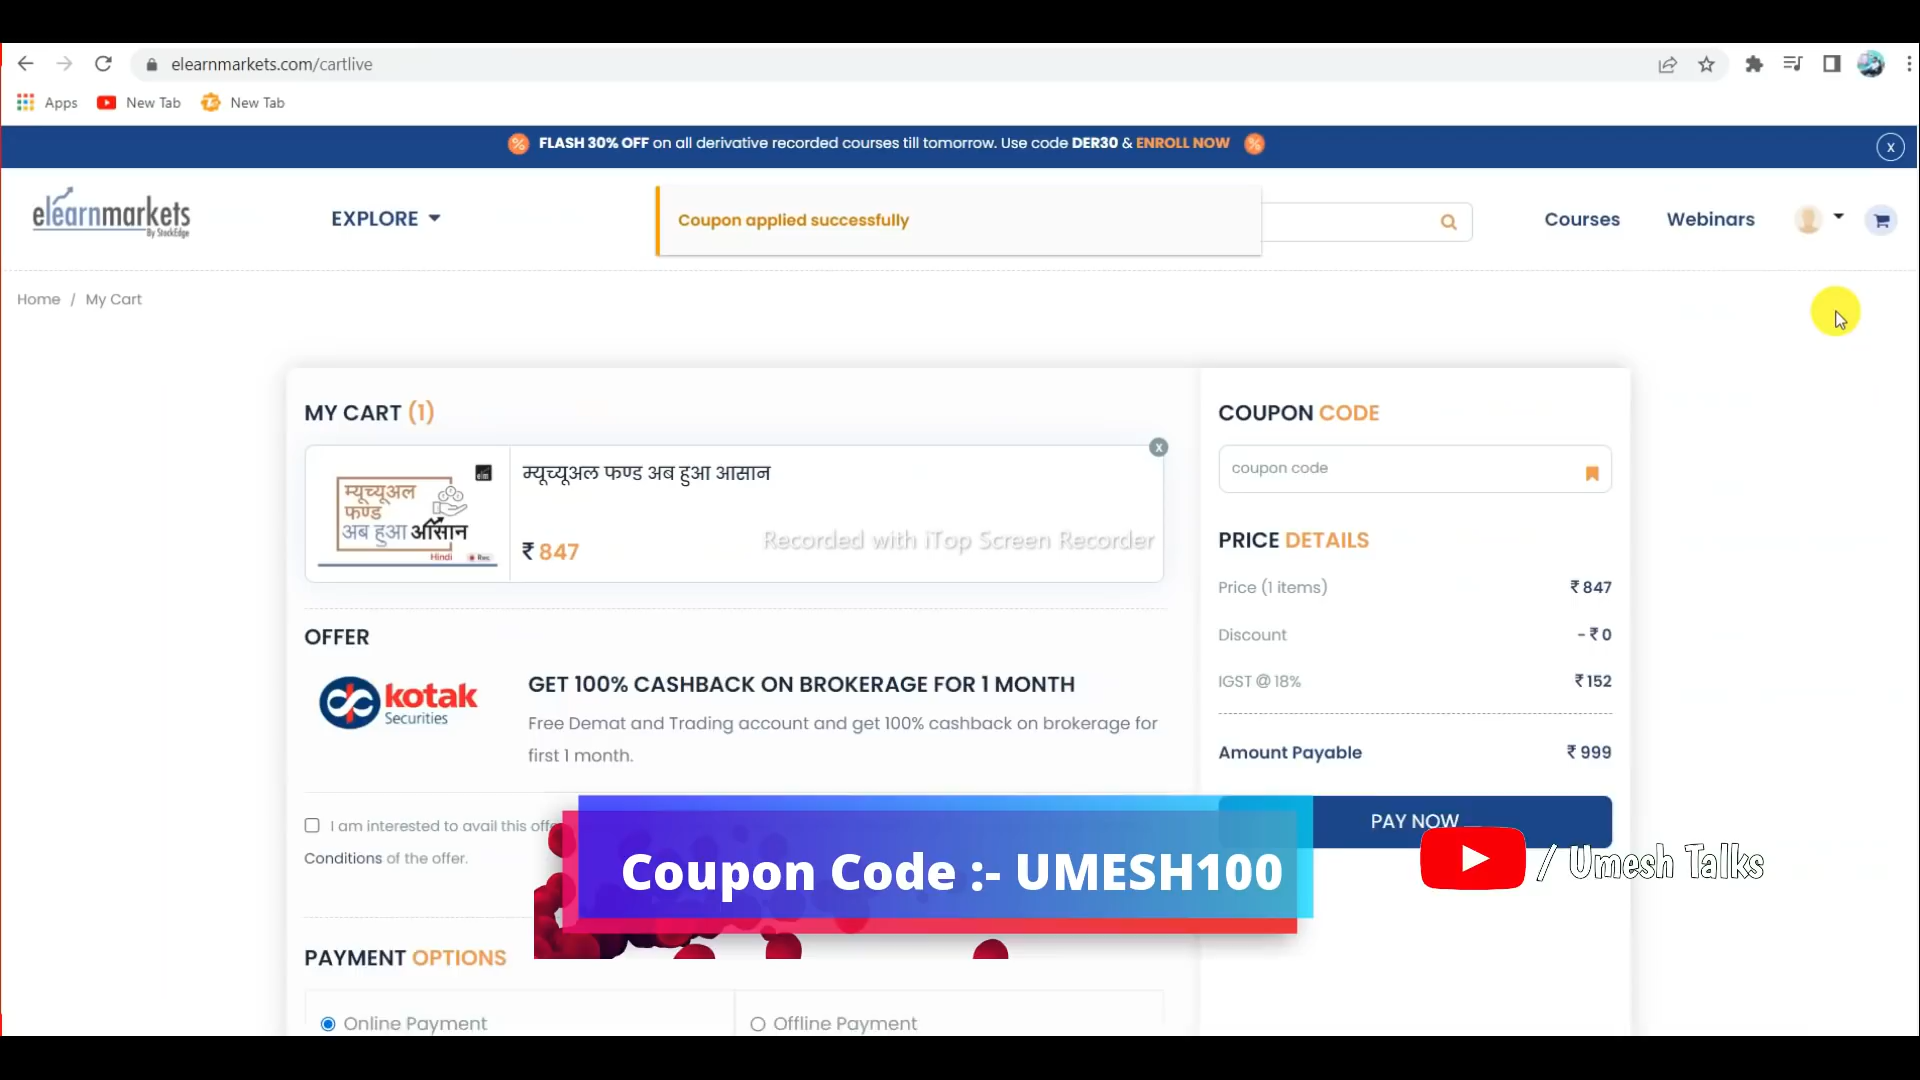 elearnmarkets.com/cartlive
Apps
New Tab
New Tab
FLASH 30% OFF on all derivative recorded courses till tomorrow. Use code DER30 & ENROLL NOW
x
elearnmarkets
By StockEdge
EXPLORE
Coupon applied successfully
Courses
Webinars
Home / My Cart
MY CART (1)
x
elm
म्यूच्यूअल
फण्ड
अब हुआ आसान
Hindi
Rec
म्यूच्यूअल फण्ड अब हुआ आसान
₹ 847
Recorded with iTop Screen Recorder
OFFER
kotak
Securities
GET 100% CASHBACK ON BROKERAGE FOR 1 MONTH
Free Demat and Trading account and get 100% cashback on brokerage for
first 1 month.
I am interested to avail this offe
Conditions of the offer.
PAYMENT OPTIONS
Online Payment
Offline Payment
COUPON CODE
coupon code
PRICE DETAILS
Price (1 items) ₹ 847
Discount - ₹ 0
IGST @ 18% ₹ 152
Amount Payable ₹ 999
PAY NOW
Coupon Code :- UMESH100
/ Umesh Talks